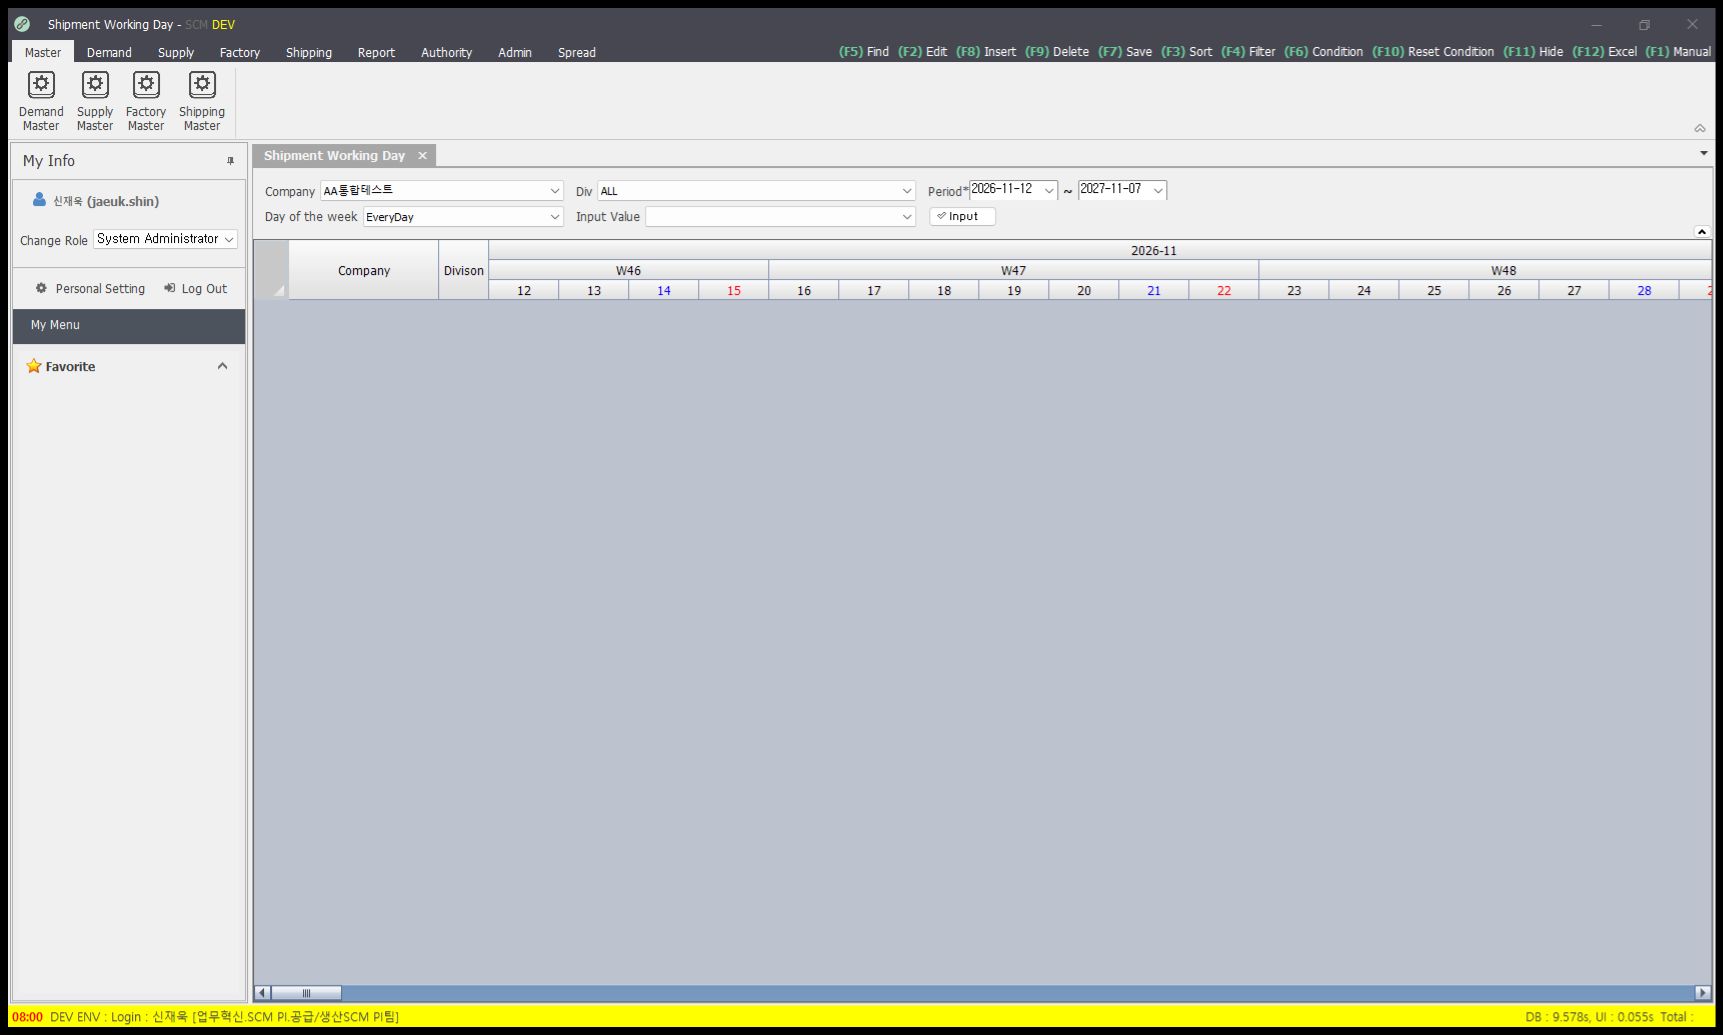 Shipment Working Day - SCM DEV
Master Demand Supply Factory Shipping Report Authority Admin Spread (F5) Find (F2) Edit (F8) Insert (F9) Delete (F7) Save (F3) Sort (F4) Filter (F6) Condition (F10) Reset Condition (F11) Hide (F12) Excel (F1) Manual
Demand Master Supply Master Factory Master Shipping Master
My Info
신재욱 (jaeuk.shin)
Change Role System Administrator
Personal Setting Log Out
My Menu
Favorite
Shipment Working Day
Company AA통합테스트 Div ALL Period* 2026-11-12 ~ 2027-11-07
Day of the week EveryDay Input Value Input
2026-11
Company Divison W46 W47 W48
12 13 14 15 16 17 18 19 20 21 22 23 24 25 26 27 28
08:00 DEV ENV : Login : 신재욱 [업무혁신.SCM PI.공급/생산SCM PI팀] DB : 9.578s, UI : 0.055s Total :